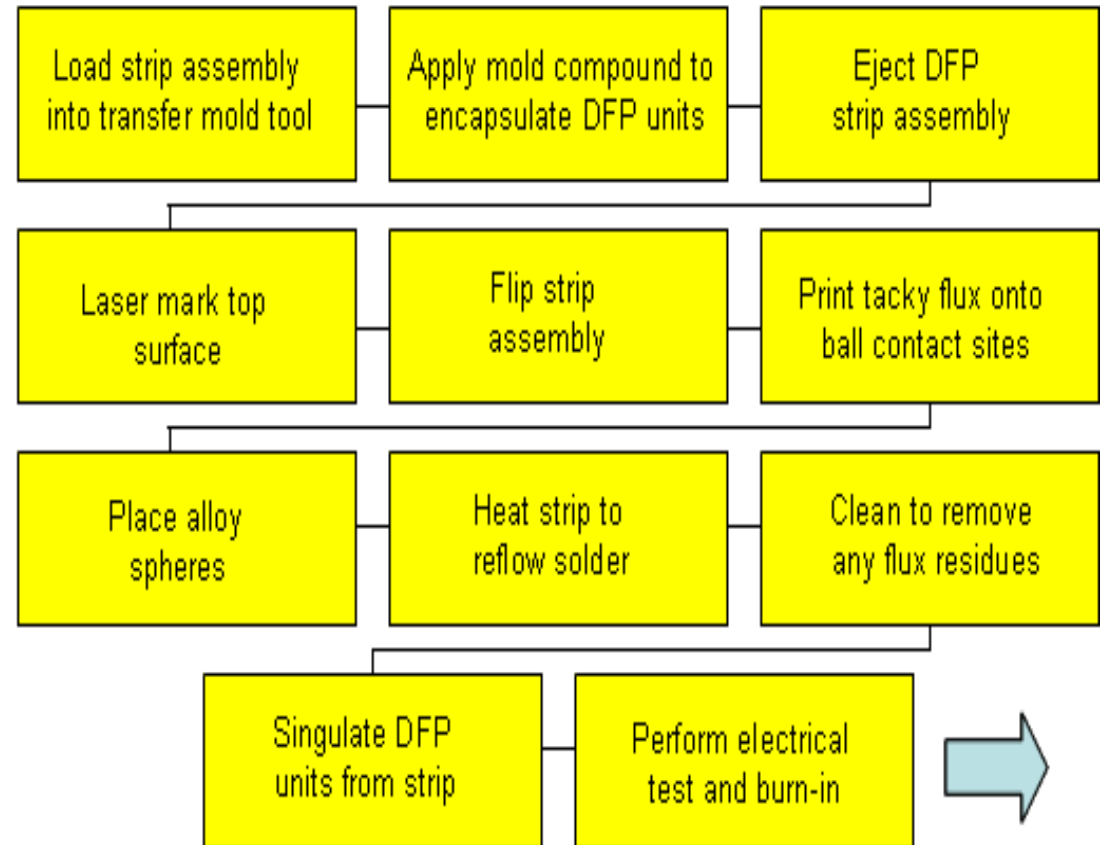 Load strip assembly
into transfer mold tool
Apply mold compound to
encapsulate DFP units
Eject DFP
strip assembly
Laser mark top
surface
Flip strip
assembly
Print tacky flux onto
ball contact sites
Place alloy
spheres
Heat strip to
reflow solder
Clean to remove
any flux residues
Singulate DFP
units from strip
Perform electrical
test and burn-in